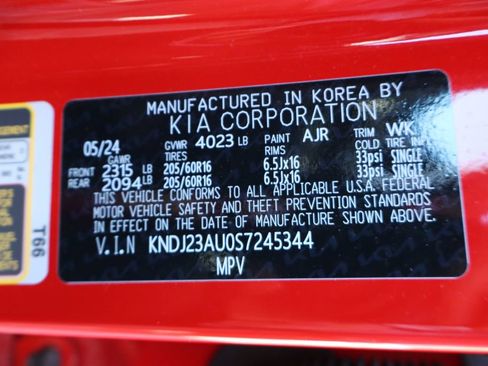 MANUFACTURED IN KOREA BY
KIA CORPORATION
05/24 GVWR 4023 LB PAINT AJR TRIM WK
GAWR TIRES RIMS COLD TIRE IN
FRONT 2315 LB 205/60R16 6.5Jx16 33psi SINGLE
REAR 2094 LB 205/60R16 6.5Jx16 33psi SINGLE
THIS VEHICLE CONFORMS TO ALL APPLICABLE U.S.A. FEDERAL
MOTOR VEHICLE SAFETY AND THEFT PREVENTION STANDARDS
IN EFFECT ON THE DATE OF MANUFACTURE SHOWN ABOVE.
V.I.N KNDJ23AU0S7245344
MPV
T66